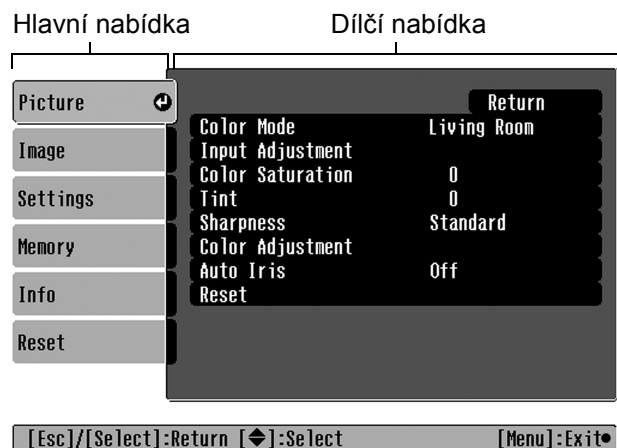 Hlavní nabídka Dílčí nabídka
Picture
Image
Settings
Memory
Info
Reset
Return
Color Mode Living Room
Input Adjustment
Color Saturation 0
Tint 0
Sharpness Standard
Color Adjustment
Auto Iris Off
Reset
[Esc]/[Select]:Return [◆]:Select [Menu]:Exit